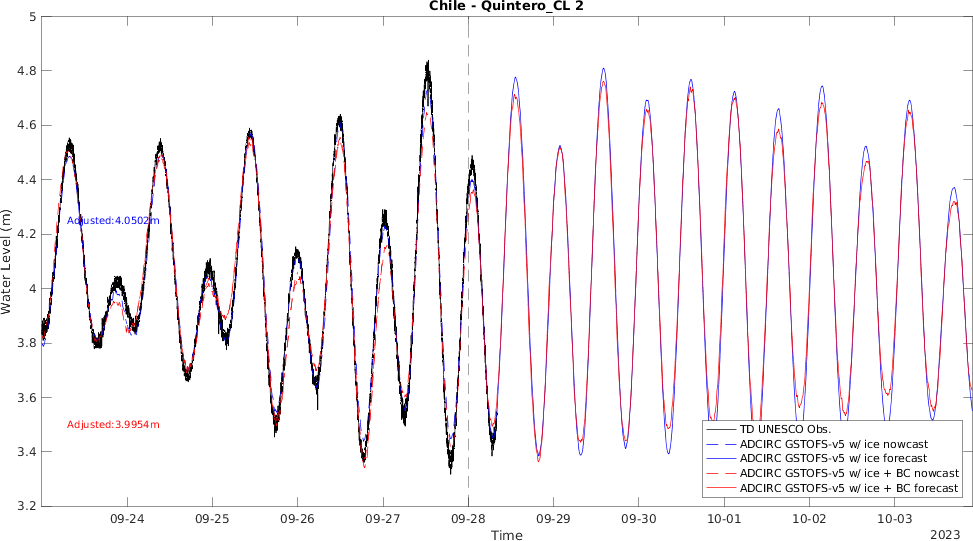 Chile - Quintero_CL 2
5
4.8
4.6
4.4
4.2
4
3.8
3.6
3.4
3.2
Water Level (m)
Adjusted:4.0502m
Adjusted:3.9954m
TD UNESCO Obs.
ADCIRC GSTOFS-v5 w/ ice nowcast
ADCIRC GSTOFS-v5 w/ ice forecast
ADCIRC GSTOFS-v5 w/ ice + BC nowcast
ADCIRC GSTOFS-v5 w/ ice + BC forecast
09-24 09-25 09-26 09-27 09-28 09-29 09-30 10-01 10-02 10-03
Time
2023